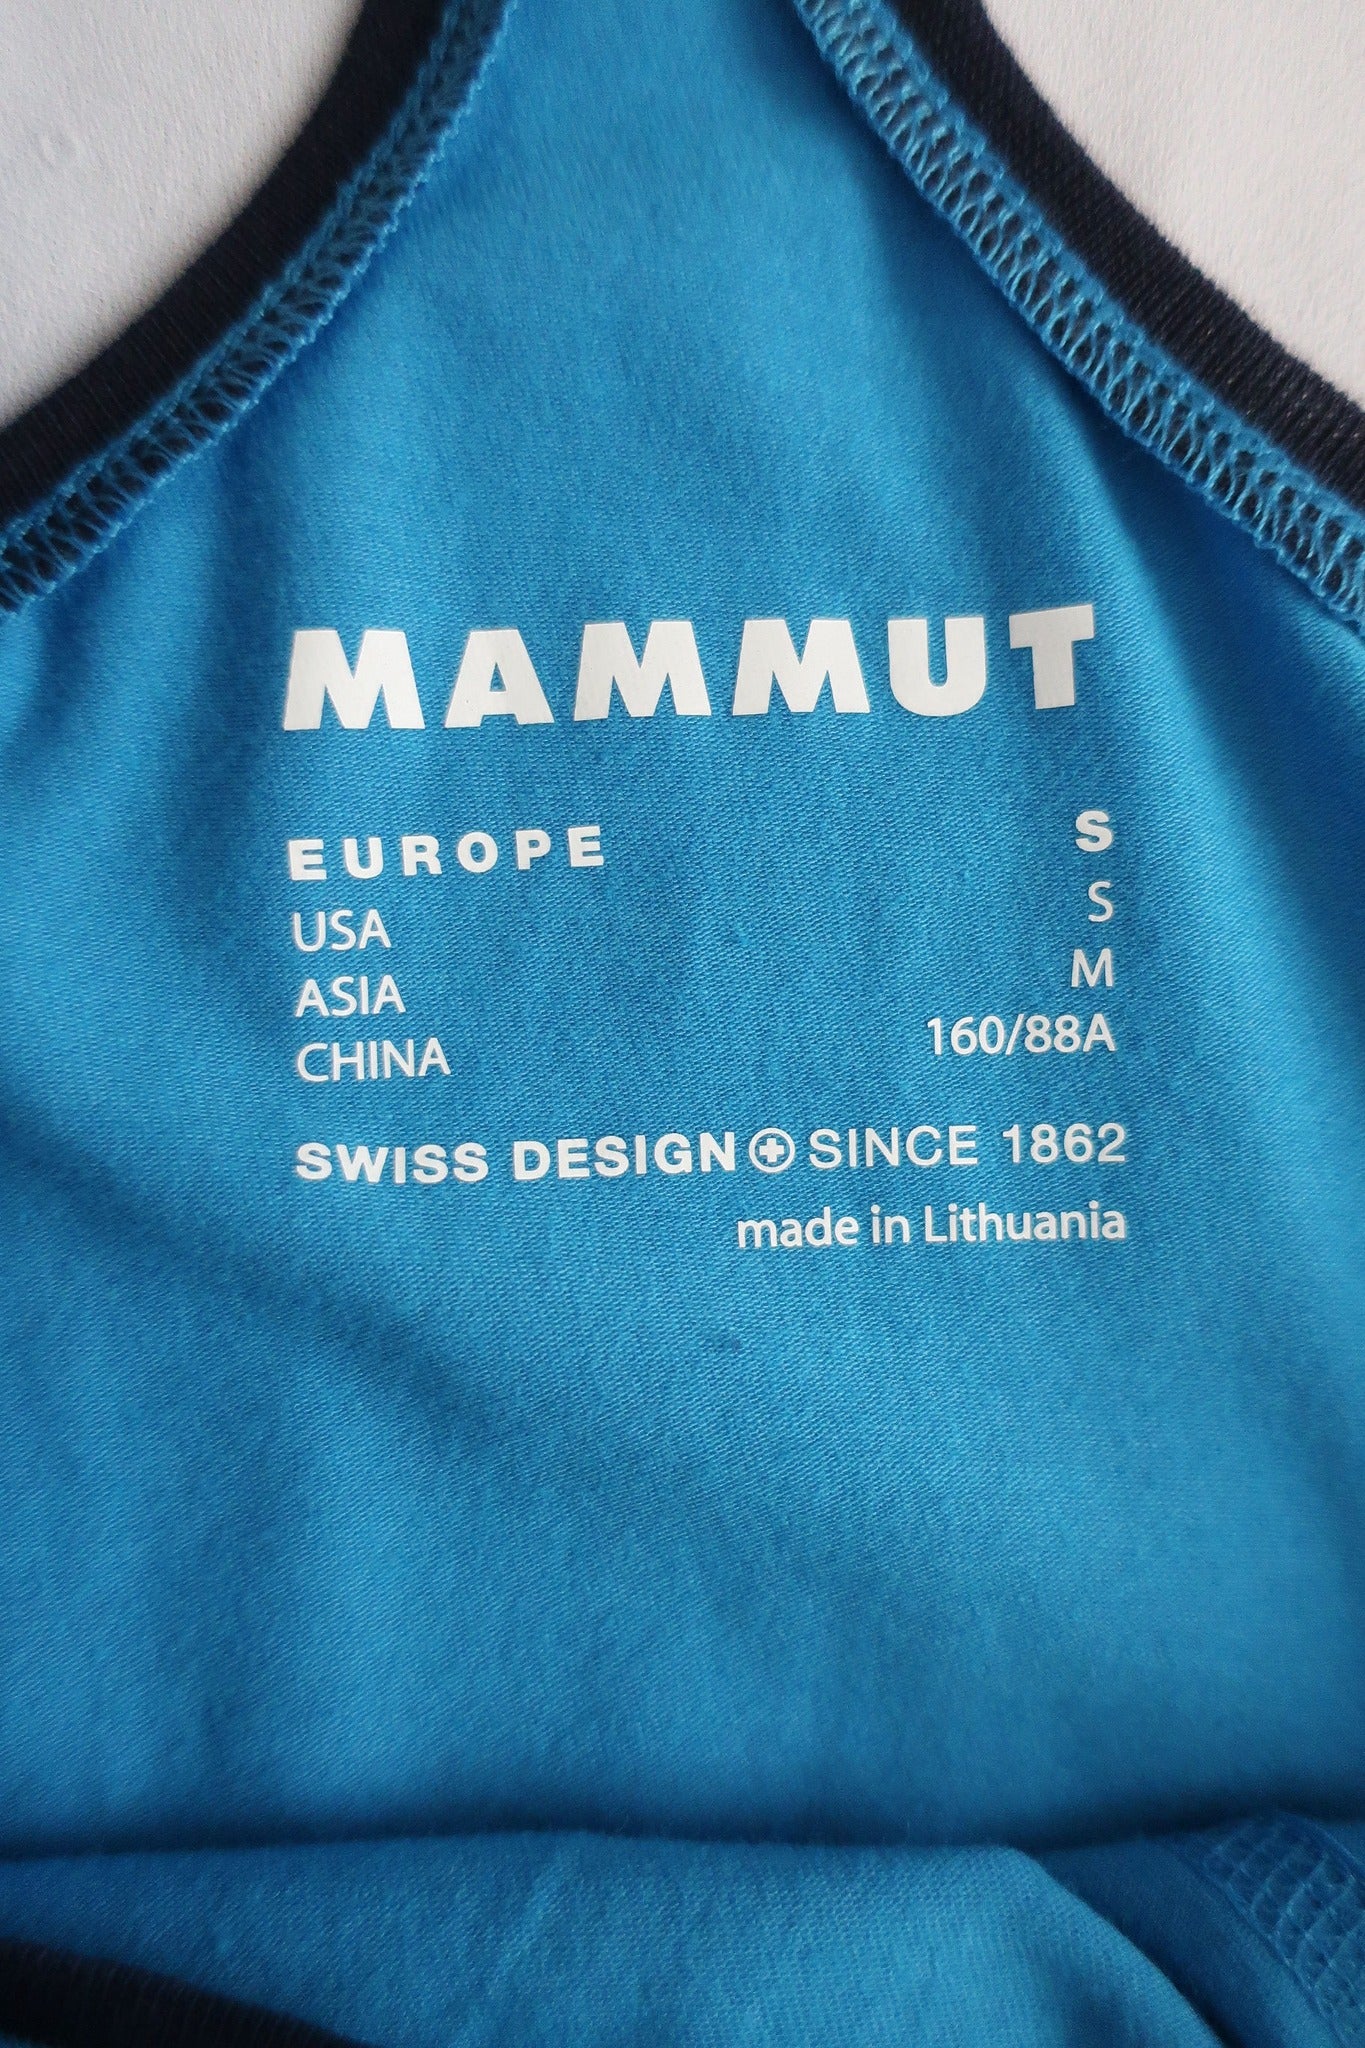 MAMMUT
EUROPE S
USA S
ASIA M
CHINA 160/88A
SWISS DESIGN SINCE 1862
made in Lithuania